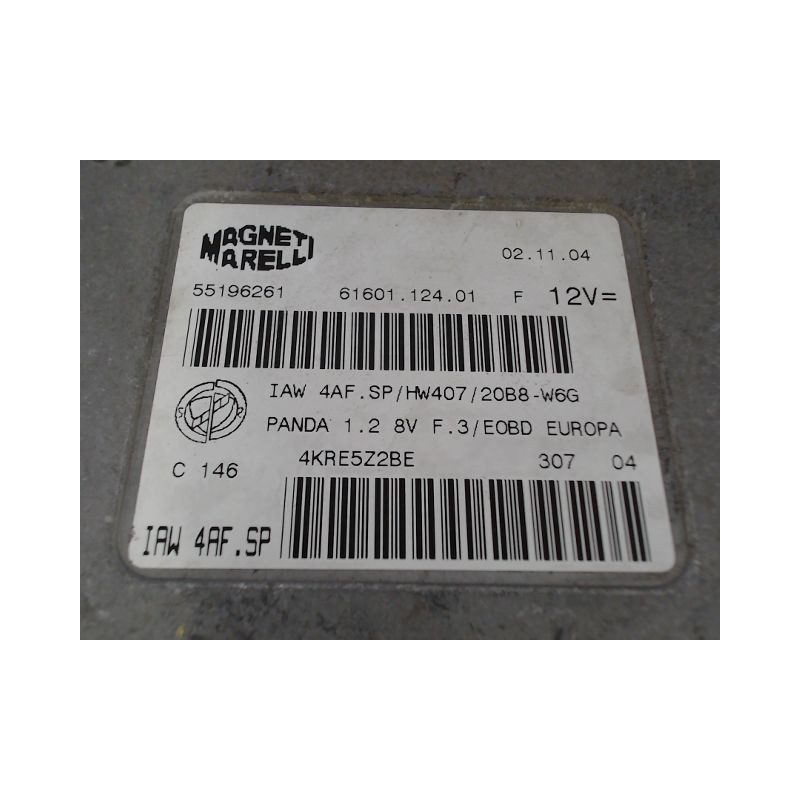 MAGNETI
MARELLI
02.11.04
55196261 61601.124.01 F 12V=
IAW 4AF.SP/HW407/20B8-W6G
S R
PANDA 1.2 8V F.3/EOBD EUROPA
C 146 4KRE5Z2BE 307 04
IAW 4AF.SP